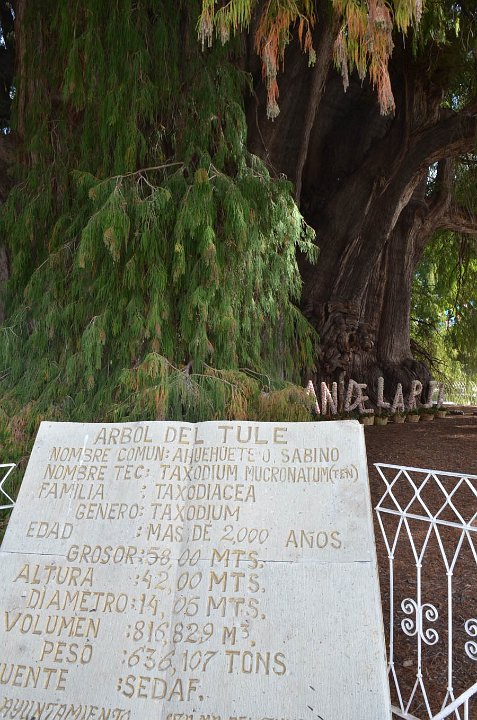 ANIDELAP
ARBOL DEL TULE
NOMBRE COMUN: AHUEHUETE J. SABINO
NOMBRE TEC: TAXODIUM MUCRONATUM (TEN)
FAMILIA : TAXODIACEA
GENERO: TAXODIUM
EDAD : MAS DE 2,000 AÑOS.
GROSOR: 58,00 MTS.
ALTURA : 42,00 MTS.
DIAMETRO: 14,05 MTS.
VOLUMEN : 816,829 M³
PESO : 636,107 TONS
UENTE : SEDAF.
AYUNTAMIENTO